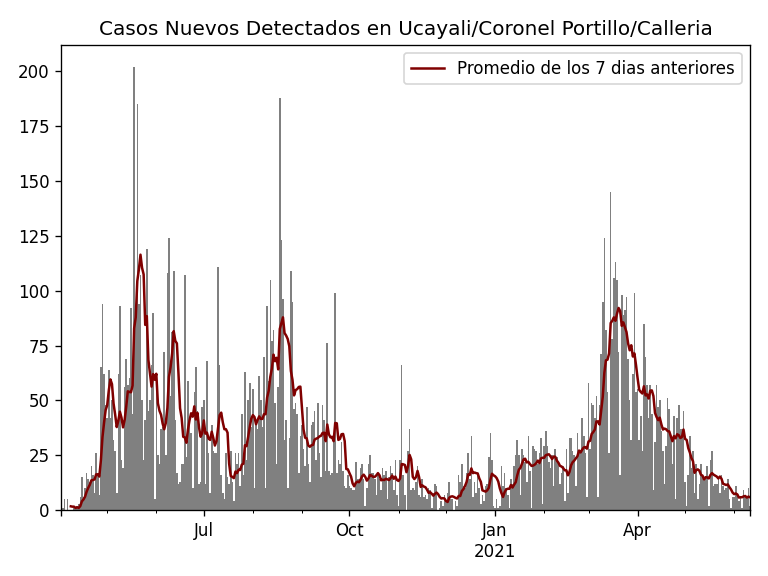 Casos Nuevos Detectados en Ucayali/Coronel Portillo/Calleria
Promedio de los 7 dias anteriores
200
175
150
125
100
75
50
25
0
Jul
Oct
Jan
2021
Apr